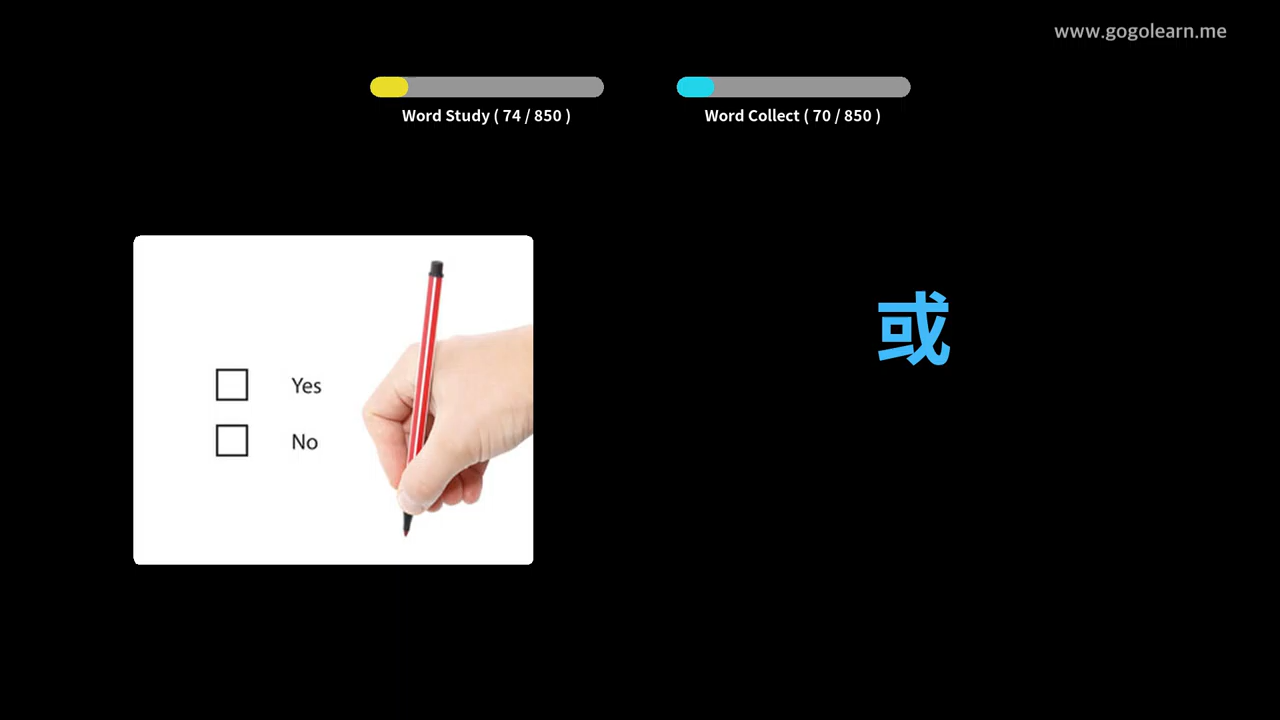 www.gogolearn.me
Word Study ( 74 / 850 )
Word Collect ( 70 / 850 )
Yes
No
或